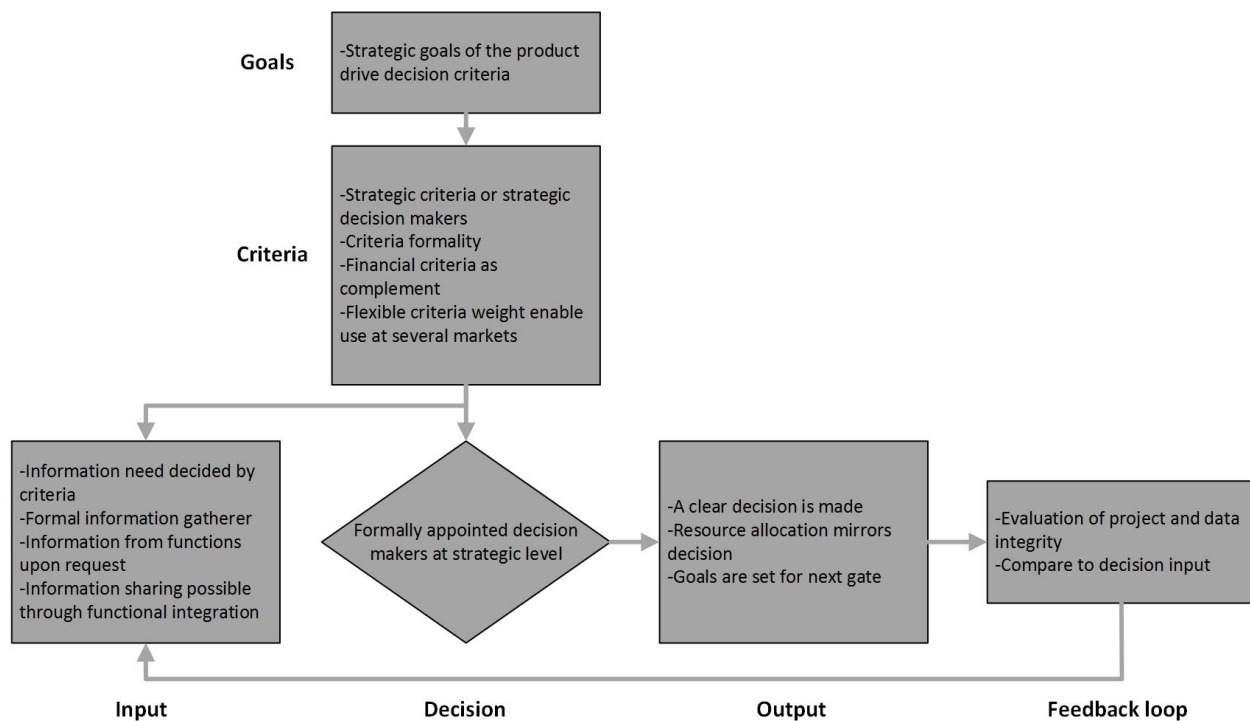 Goals
-Strategic goals of the product
drive decision criteria
Criteria
-Strategic criteria or strategic
decision makers
-Criteria formality
-Financial criteria as
complement
-Flexible criteria weight enable
use at several markets
-Information need decided by
criteria
-Formal information gatherer
-Information from functions
upon request
-Information sharing possible
through functional integration
Formally appointed decision
makers at strategic level
-A clear decision is made
-Resource allocation mirrors
decision
-Goals are set for next gate
-Evaluation of project and data
integrity
-Compare to decision input
Input
Decision
Output
Feedback loop